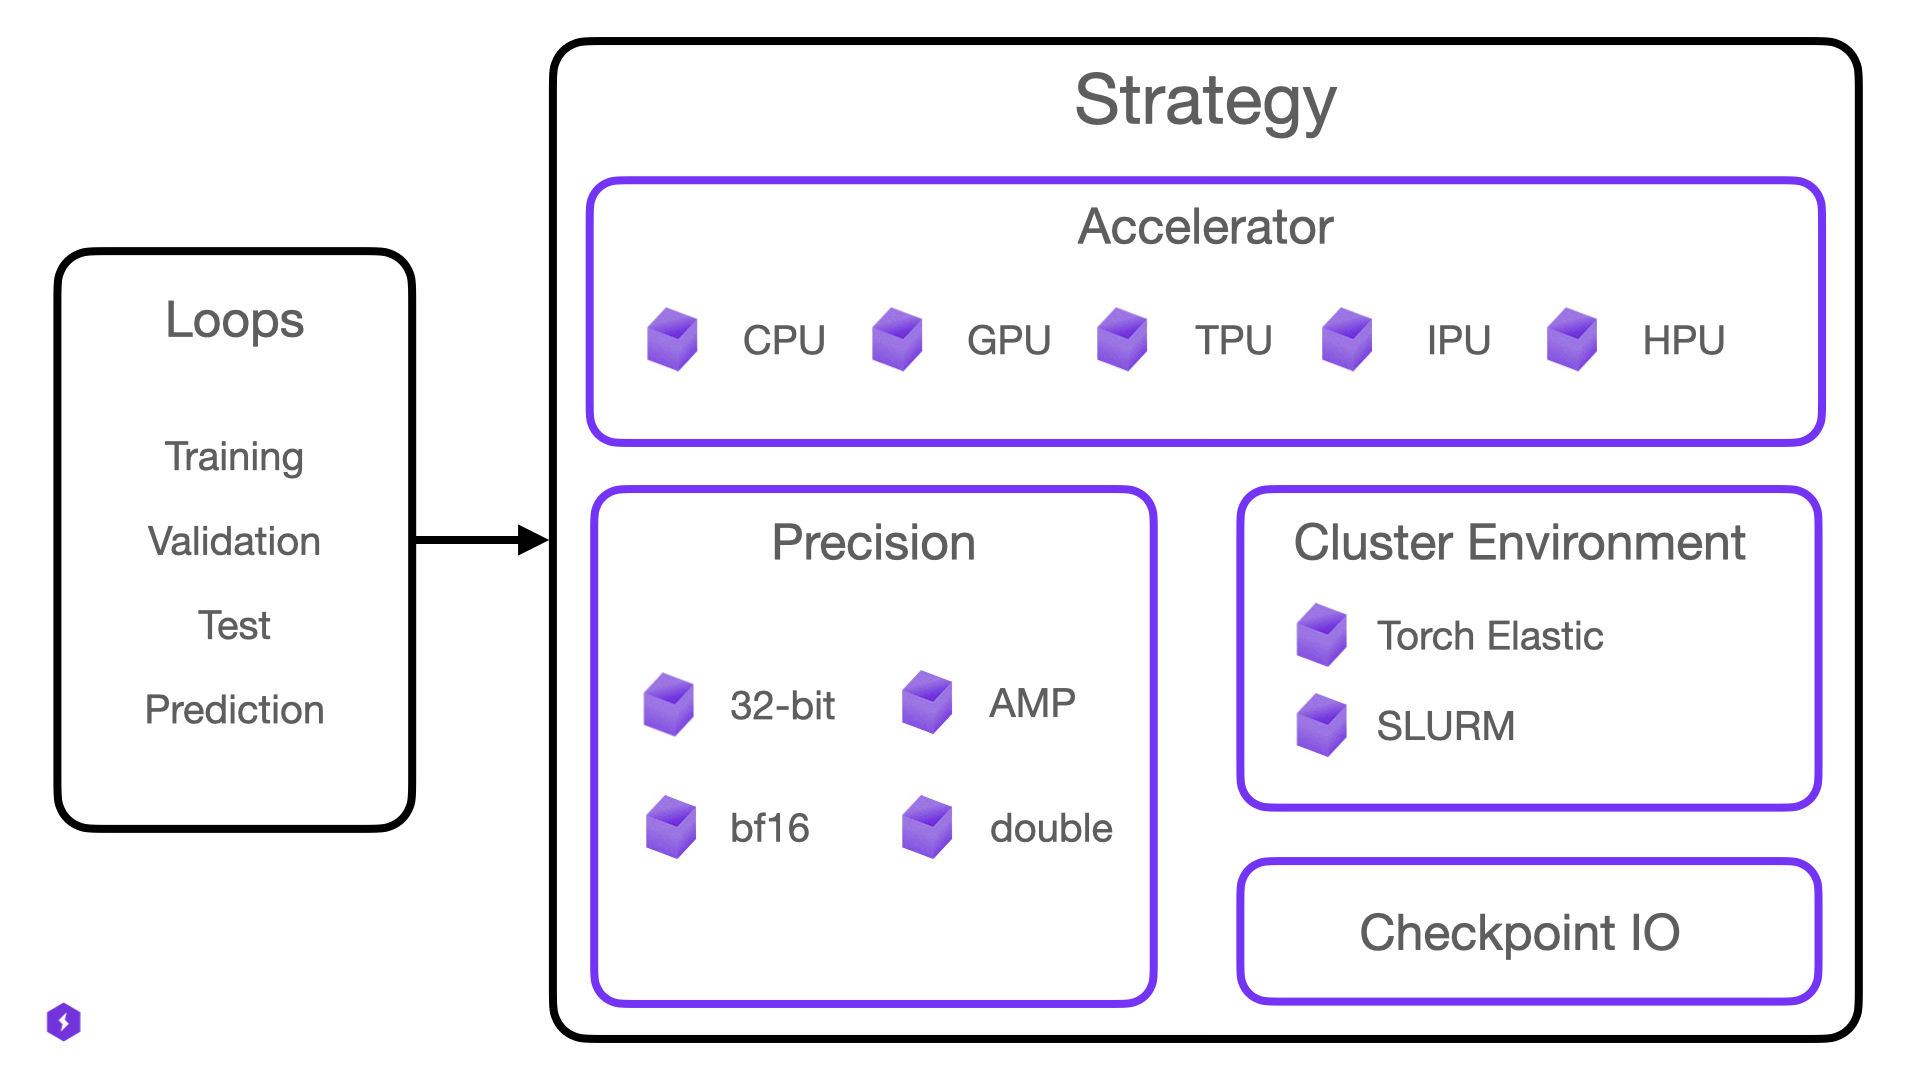 Strategy
Accelerator
CPU GPU TPU IPU HPU
Loops
Training
Validation
Test
Prediction
Precision
32-bit AMP
bf16 double
Cluster Environment
Torch Elastic
SLURM
Checkpoint IO